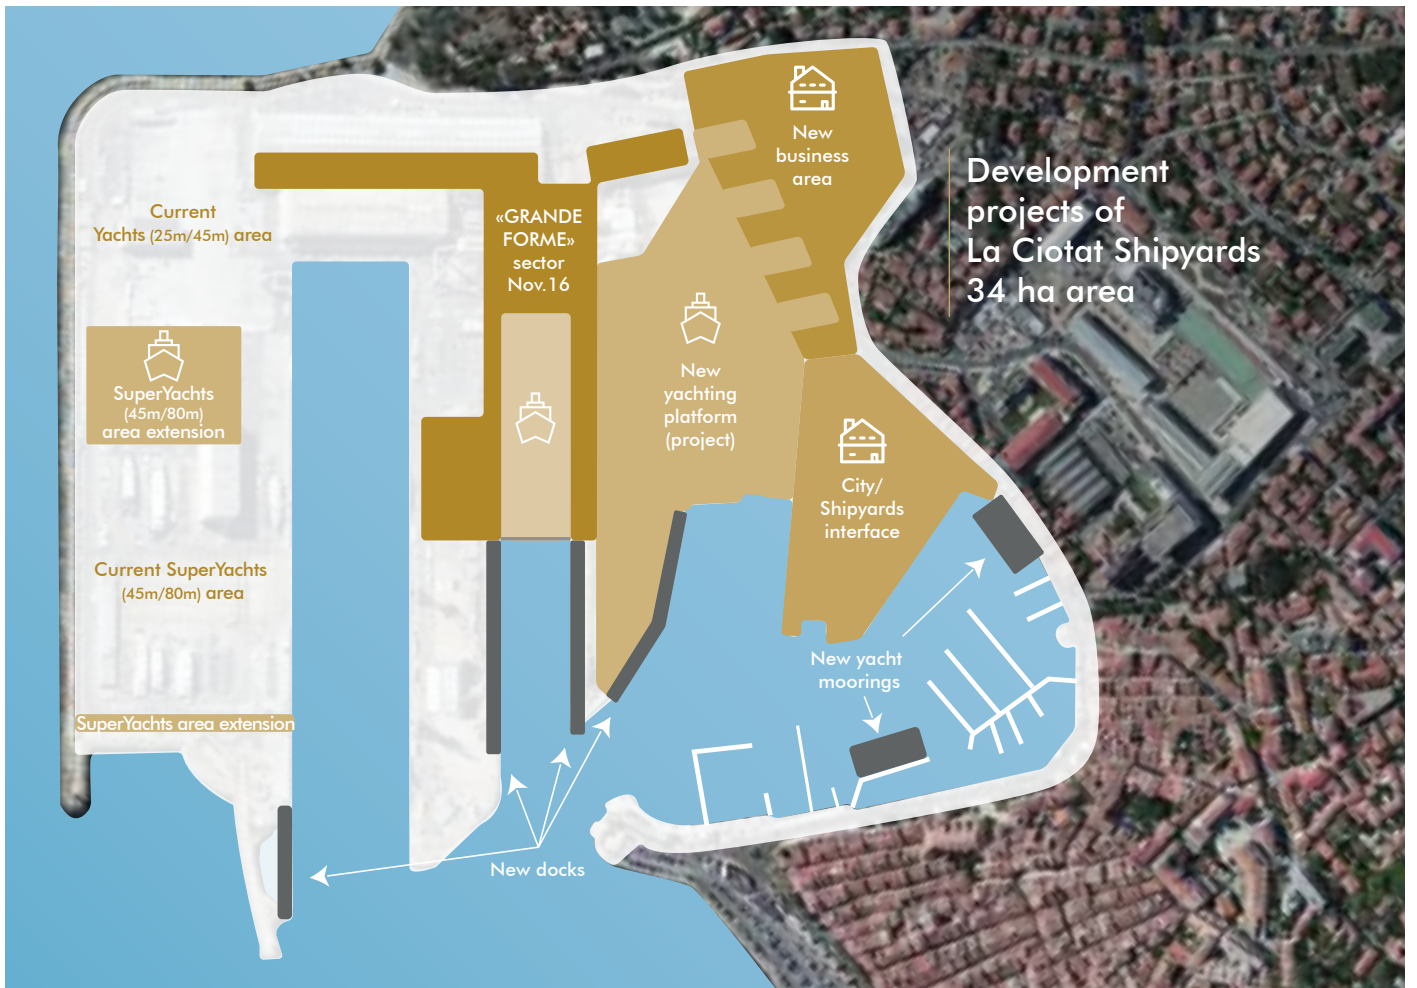 New
business
area
Development
projects of
La Ciotat Shipyards
34 ha area
Current
Yachts (25m/45m) area
«GRANDE
FORME»
sector
Nov.16
SuperYachts
(45m/80m)
area extension
New
yachting
platform
(project)
City/
Shipyards
interface
Current SuperYachts
(45m/80m) area
New yacht
moorings
SuperYachts area extension
New docks